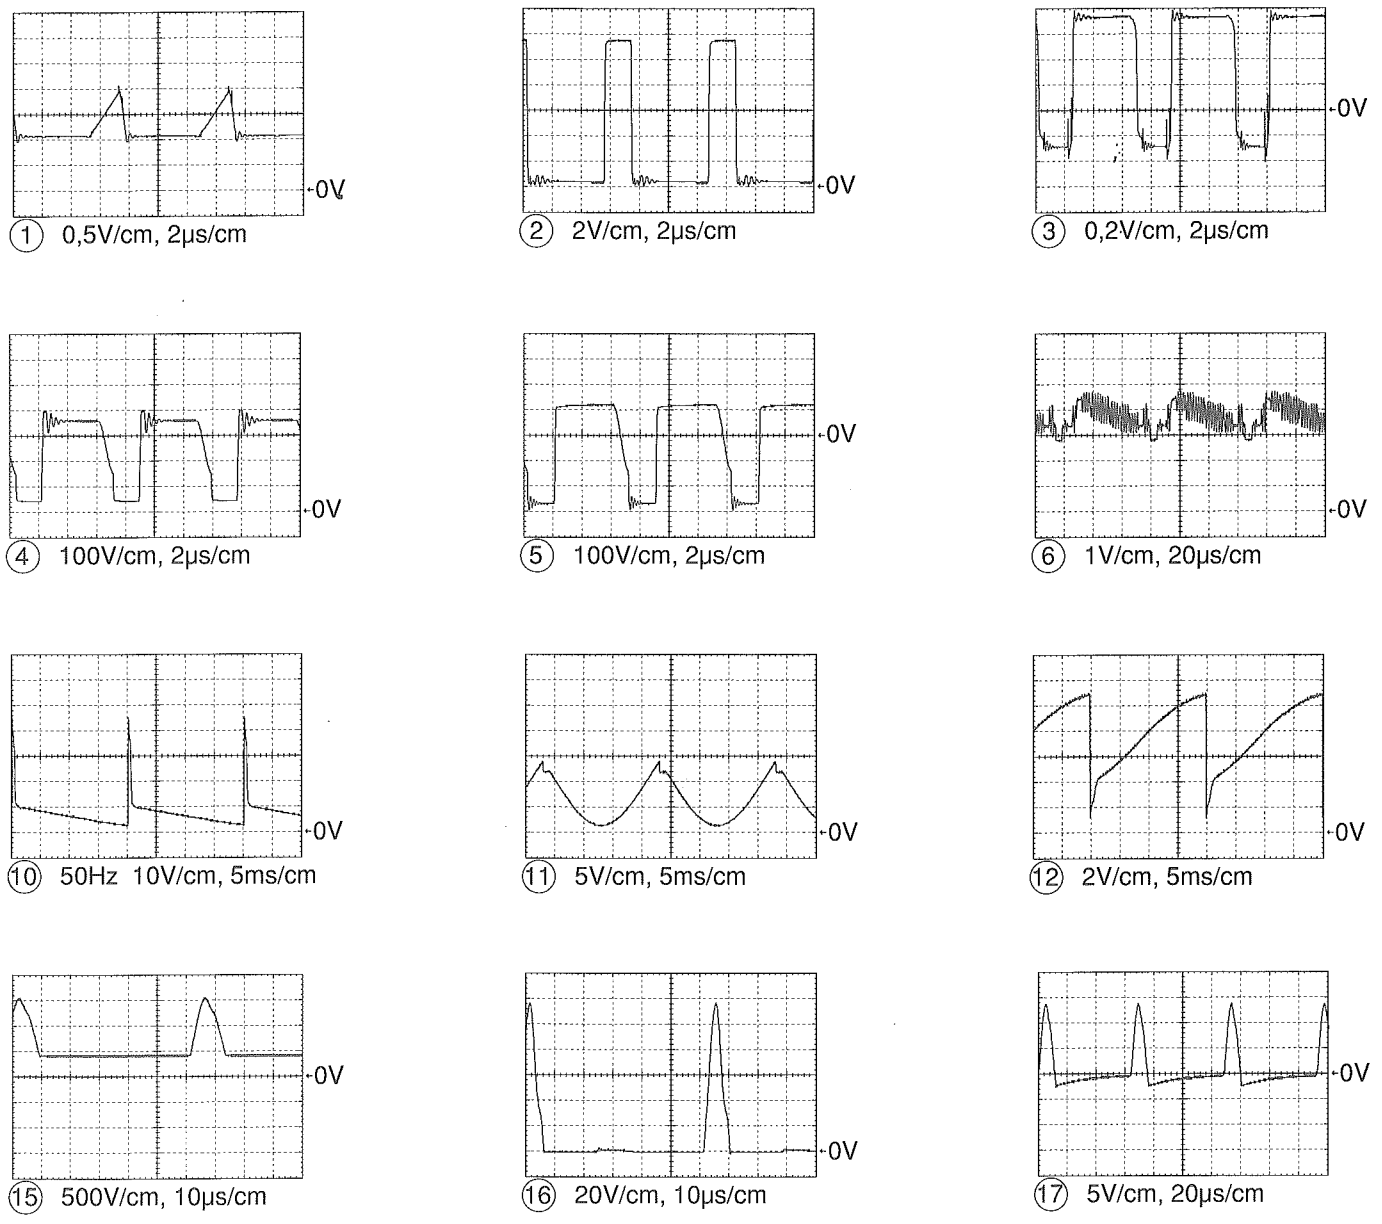 ←0V
←0V
←0V
1 0,5V/cm, 2µs/cm
2 2V/cm, 2µs/cm
3 0,2V/cm, 2µs/cm
←0V
←0V
←0V
4 100V/cm, 2µs/cm
5 100V/cm, 2µs/cm
6 1V/cm, 20µs/cm
←0V
←0V
←0V
10 50Hz 10V/cm, 5ms/cm
11 5V/cm, 5ms/cm
12 2V/cm, 5ms/cm
←0V
←0V
←0V
15 500V/cm, 10µs/cm
16 20V/cm, 10µs/cm
17 5V/cm, 20µs/cm